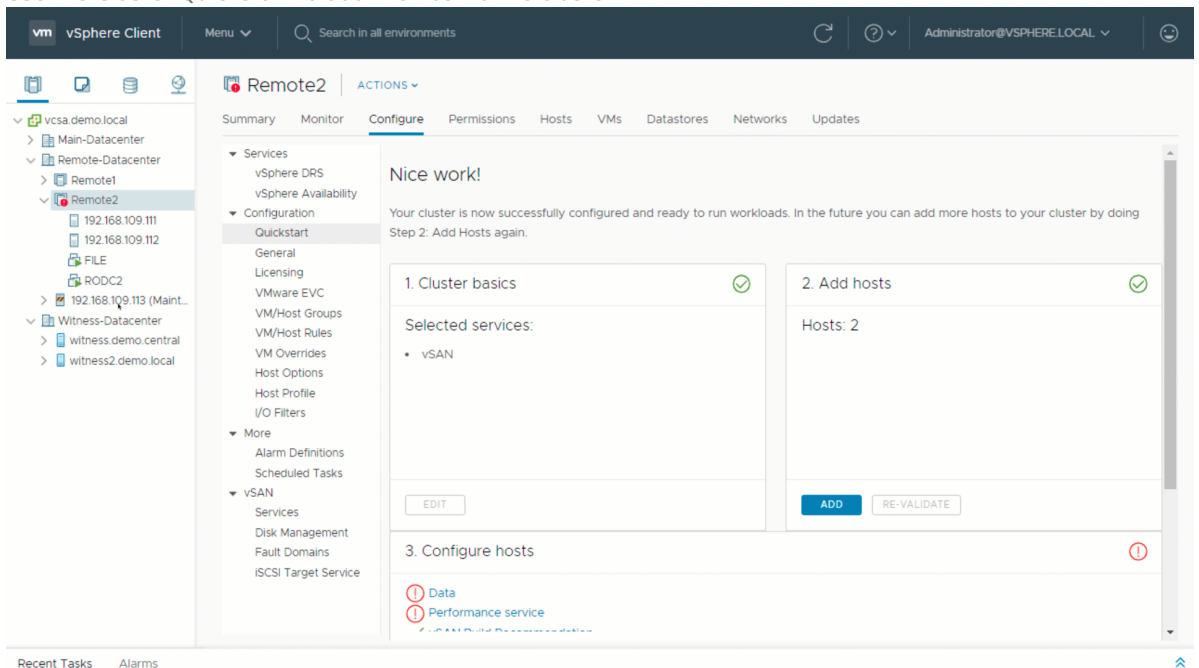 vm vSphere Client Menu Search in all environments Administrator@VSPHERE.LOCAL
vcsa.demo.local
Main-Datacenter
Remote-Datacenter
Remote1
Remote2
192.168.109.111
192.168.109.112
FILE
RODC2
192.168.109.113 (Maint...
Witness-Datacenter
witness.demo.central
witness2.demo.local
Remote2 ACTIONS
Summary Monitor Configure Permissions Hosts VMs Datastores Networks Updates
Services
vSphere DRS
vSphere Availability
Configuration
Quickstart
General
Licensing
VMware EVC
VM/Host Groups
VM/Host Rules
VM Overrides
Host Options
Host Profile
I/O Filters
More
Alarm Definitions
Scheduled Tasks
vSAN
Services
Disk Management
Fault Domains
iSCSI Target Service
Nice work!
Your cluster is now successfully configured and ready to run workloads. In the future you can add more hosts to your cluster by doing
Step 2: Add Hosts again.
1. Cluster basics
Selected services:
• vSAN
EDIT
2. Add hosts
Hosts: 2
ADD RE-VALIDATE
3. Configure hosts
Data
Performance service
vSAN Build Recommendation
Recent Tasks Alarms